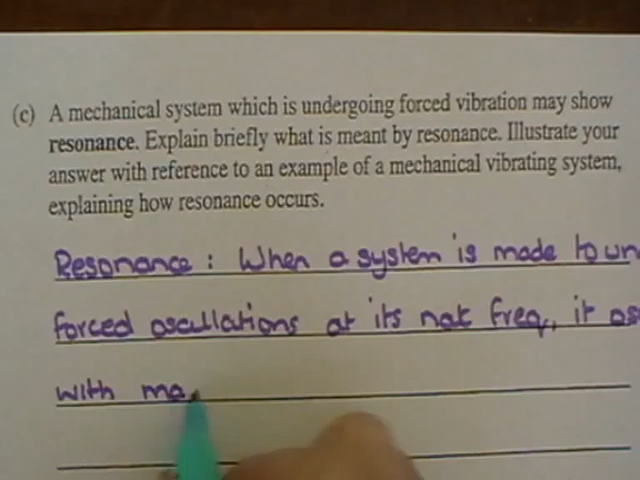 (c) A mechanical system which is undergoing forced vibration may show
resonance. Explain briefly what is meant by resonance. Illustrate your
answer with reference to an example of a mechanical vibrating system,
explaining how resonance occurs.
Resonance : When a system is made to un
forced oscillations at its nat freq., it os
with ma